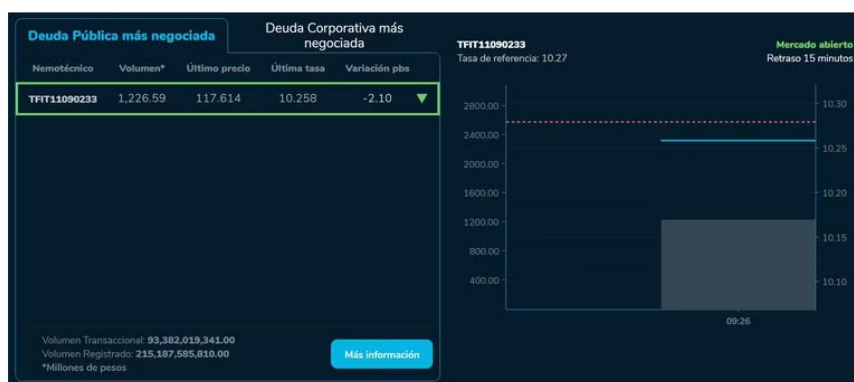 Deuda Pública más negociada
Deuda Corporativa más
negociada
Nemotécnico Volumen* Último precio Última tasa Variación pbs
TFIT11090233 1,226.59 117.614 10.258 -2.10
Volumen Transaccional: 93,382,019,341.00
Volumen Registrado: 215,187,585,810.00
*Millones de pesos
Más información
TFIT11090233
Mercado abierto
Tasa de referencia: 10.27
Retraso 15 minutos
2800.00
10.30
2400.00
10.25
2000.00
1600.00
10.20
1200.00
10.15
800.00
400.00
10.10
09:26